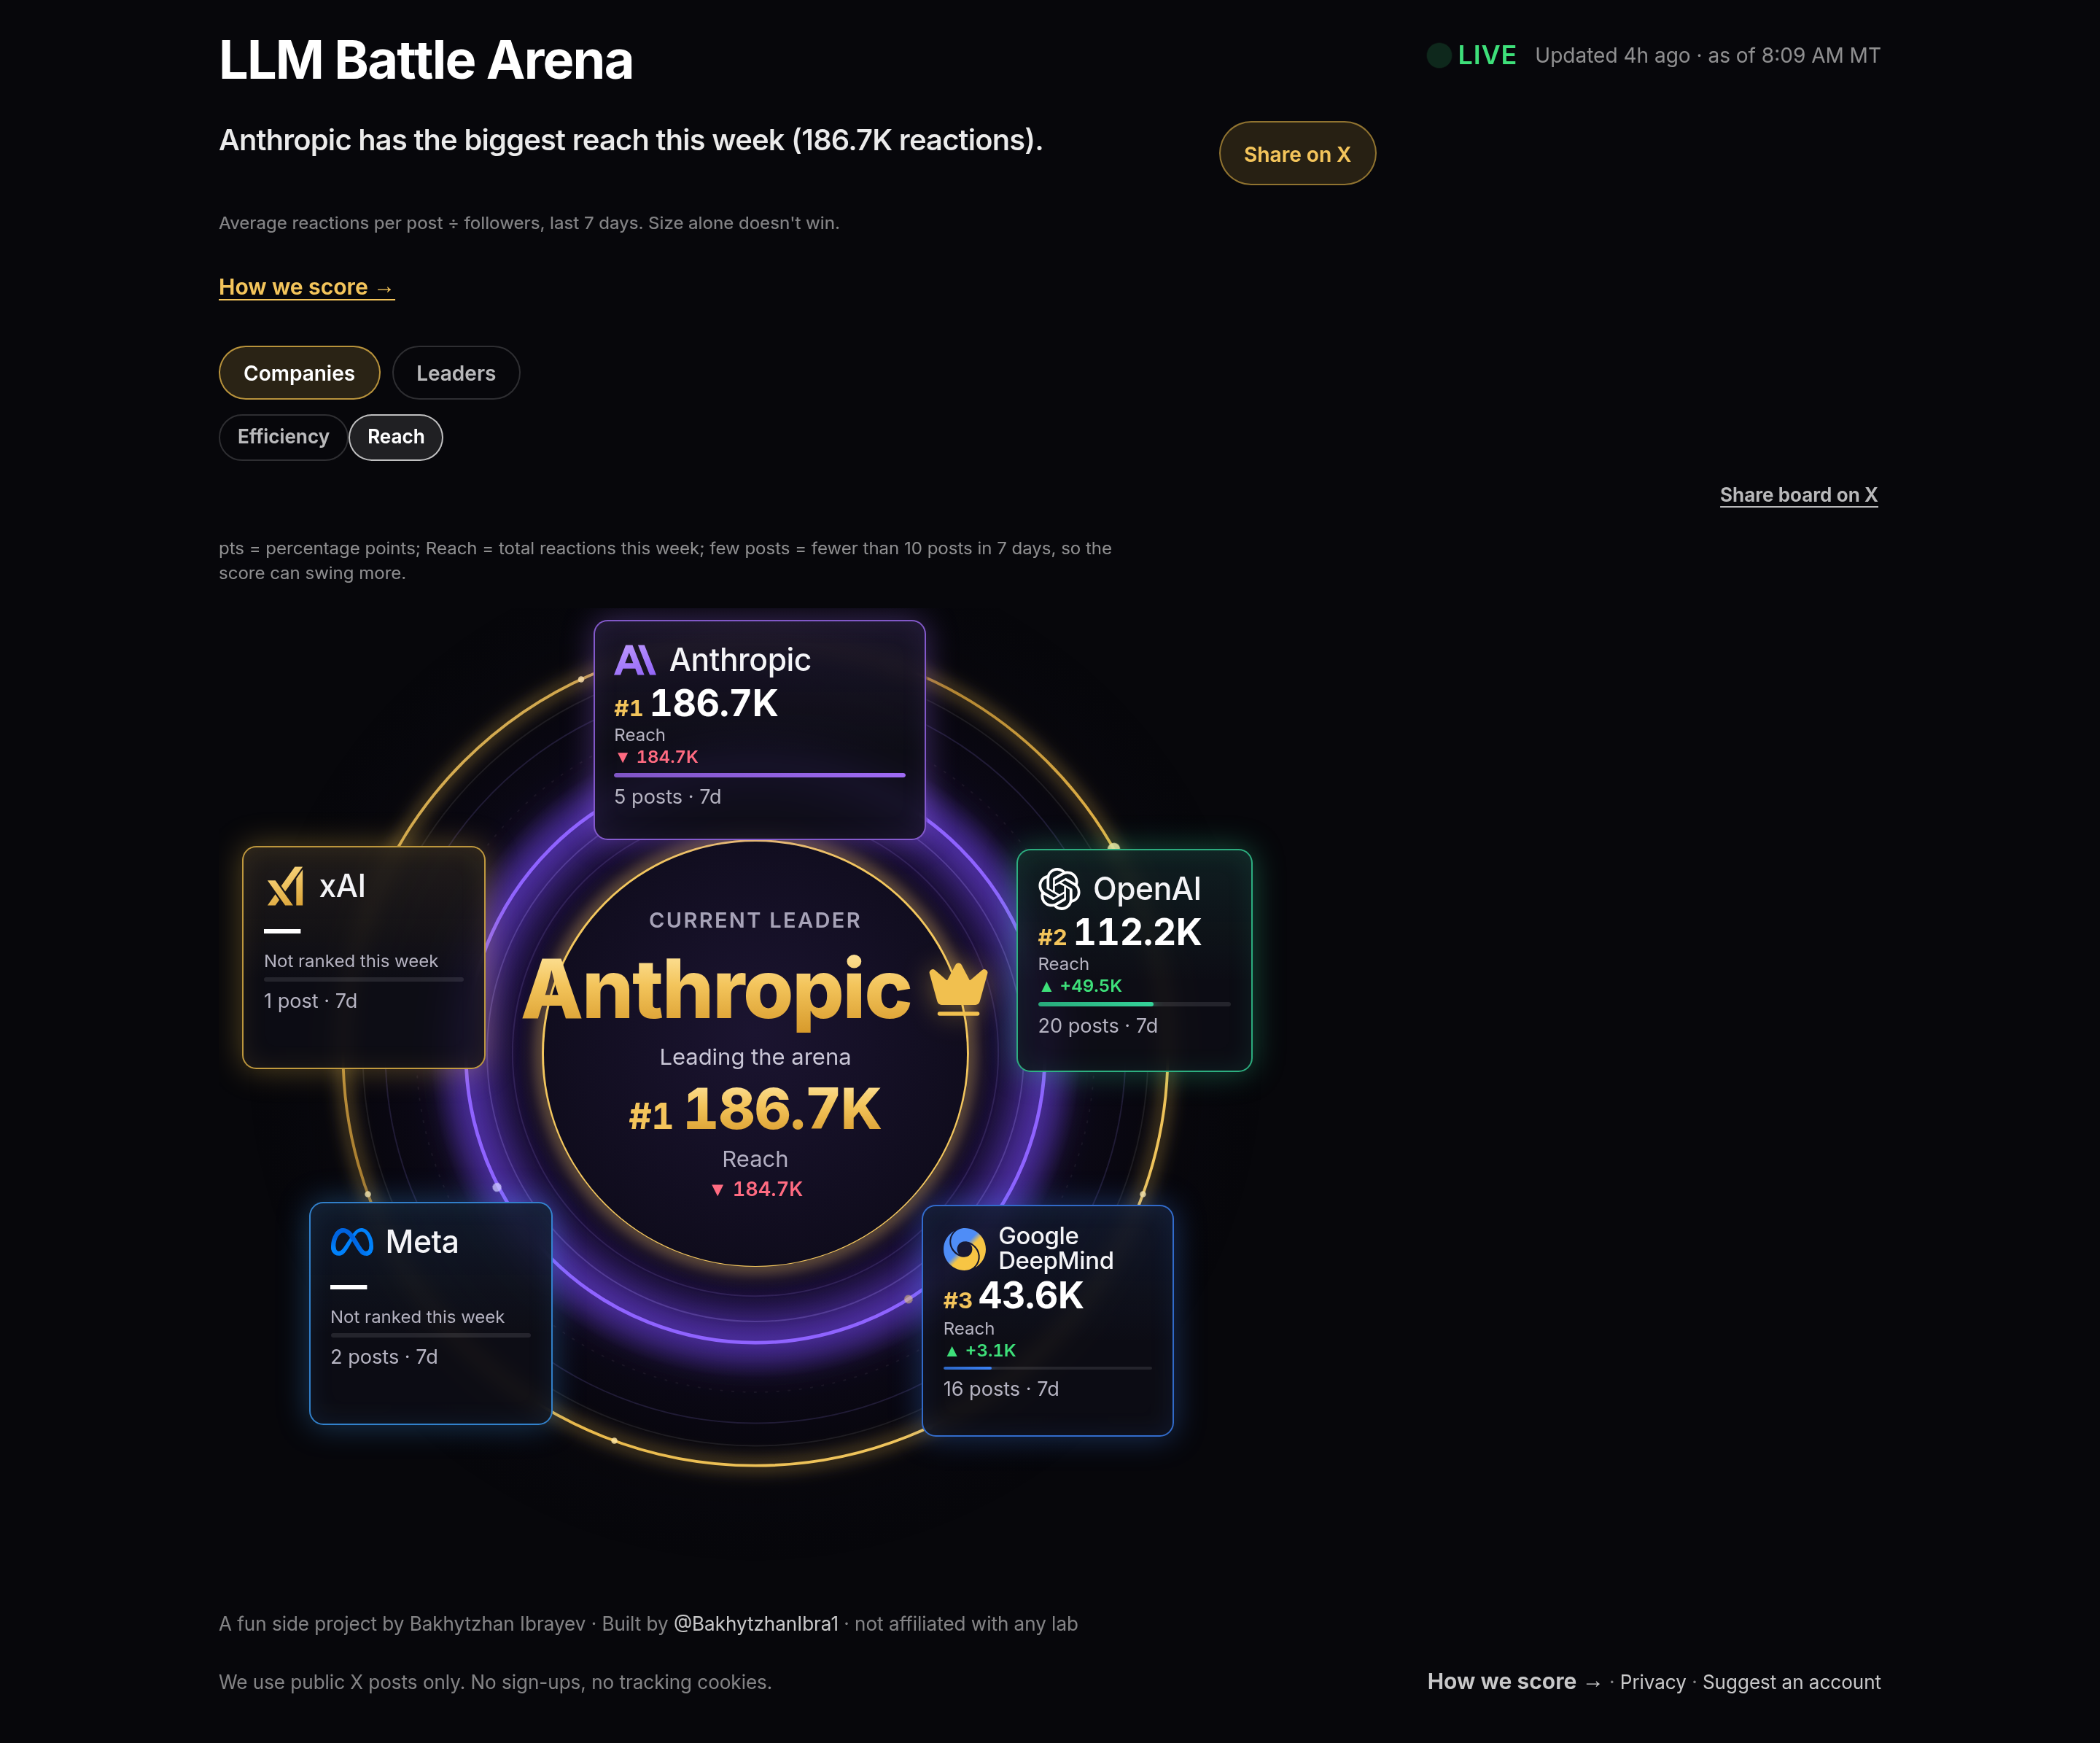 LLM Battle Arena
LIVE Updated 4h ago · as of 8:09 AM MT
Anthropic has the biggest reach this week (186.7K reactions).
Share on X
Average reactions per post ÷ followers, last 7 days. Size alone doesn't win.
How we score →
Companies Leaders
Efficiency Reach
Share board on X
pts = percentage points; Reach = total reactions this week; few posts = fewer than 10 posts in 7 days, so the
score can swing more.
Anthropic
#1 186.7K
Reach
▼ 184.7K
5 posts · 7d
xAI
—
Not ranked this week
1 post · 7d
OpenAI
#2 112.2K
Reach
▲ +49.5K
20 posts · 7d
CURRENT LEADER
Anthropic
Leading the arena
#1 186.7K
Reach
▼ 184.7K
Meta
—
Not ranked this week
2 posts · 7d
Google
DeepMind
#3 43.6K
Reach
▲ +3.1K
16 posts · 7d
A fun side project by Bakhytzhan Ibrayev · Built by @BakhytzhanIbra1 · not affiliated with any lab
We use public X posts only. No sign-ups, no tracking cookies.
How we score → · Privacy · Suggest an account